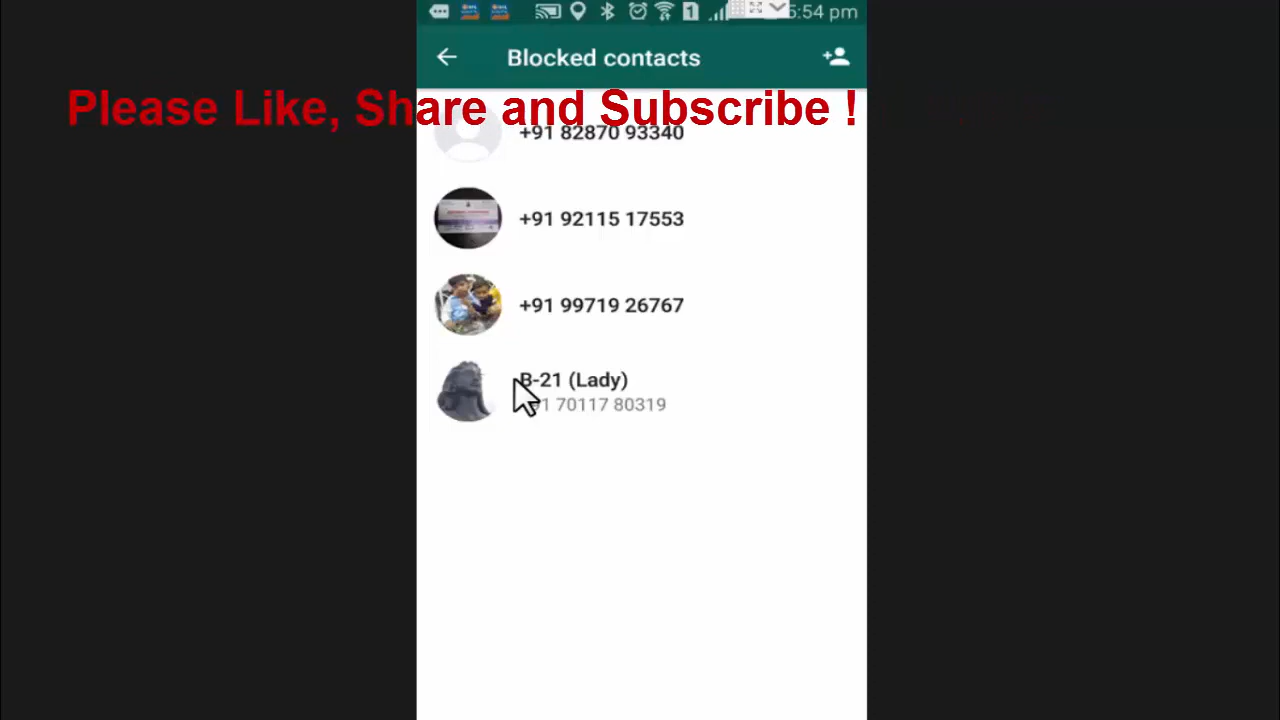 5:54 pm
Blocked contacts
Please Like, Share and Subscribe !
+91 82870 93340
+91 92115 17553
+91 99719 26767
B-21 (Lady)
91 70117 80319